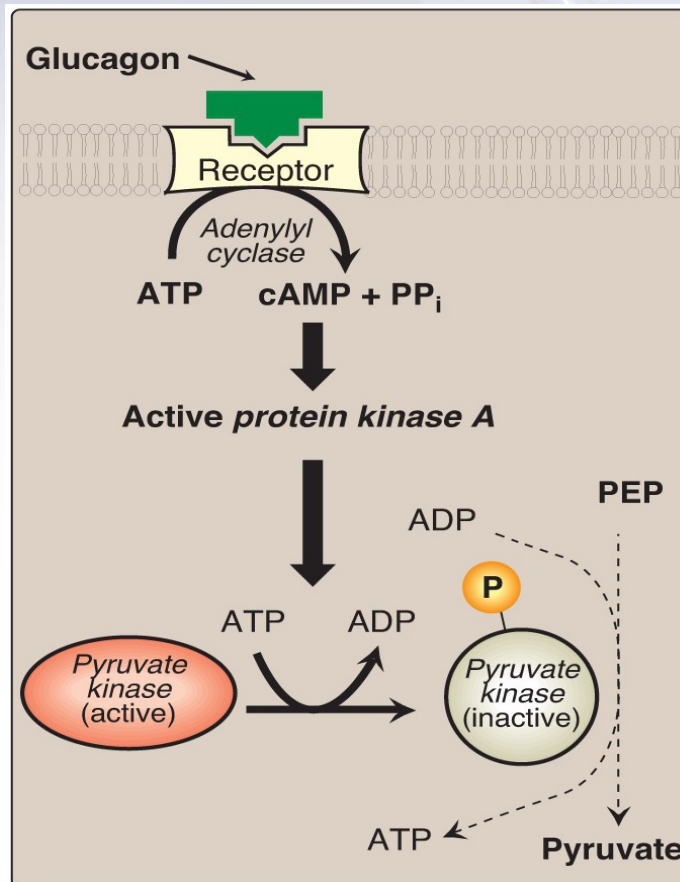 Glucagon
Receptor
Adenylyl
cyclase
ATP
cAMP + PPi
Active protein kinase A
PEP
ADP
P
ATP
ADP
Pyruvate
kinase
(active)
Pyruvate
kinase
(inactive)
ATP
Pyruvate